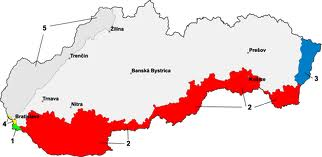 5
Žilina
Trenčín
Prešov
Banská Bystrica
Košice
3
Trnava
Nitra
2
4
Bratislava
1
2